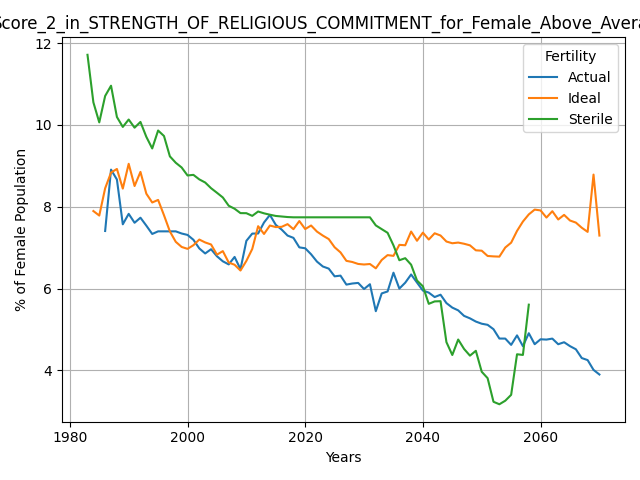 Score_2_in_STRENGTH_OF_RELIGIOUS_COMMITMENT_for_Female_Above_Avera
12
10
8
6
4
% of Female Population
Fertility
Actual
Ideal
Sterile
1980
2000
2020
2040
2060
Years